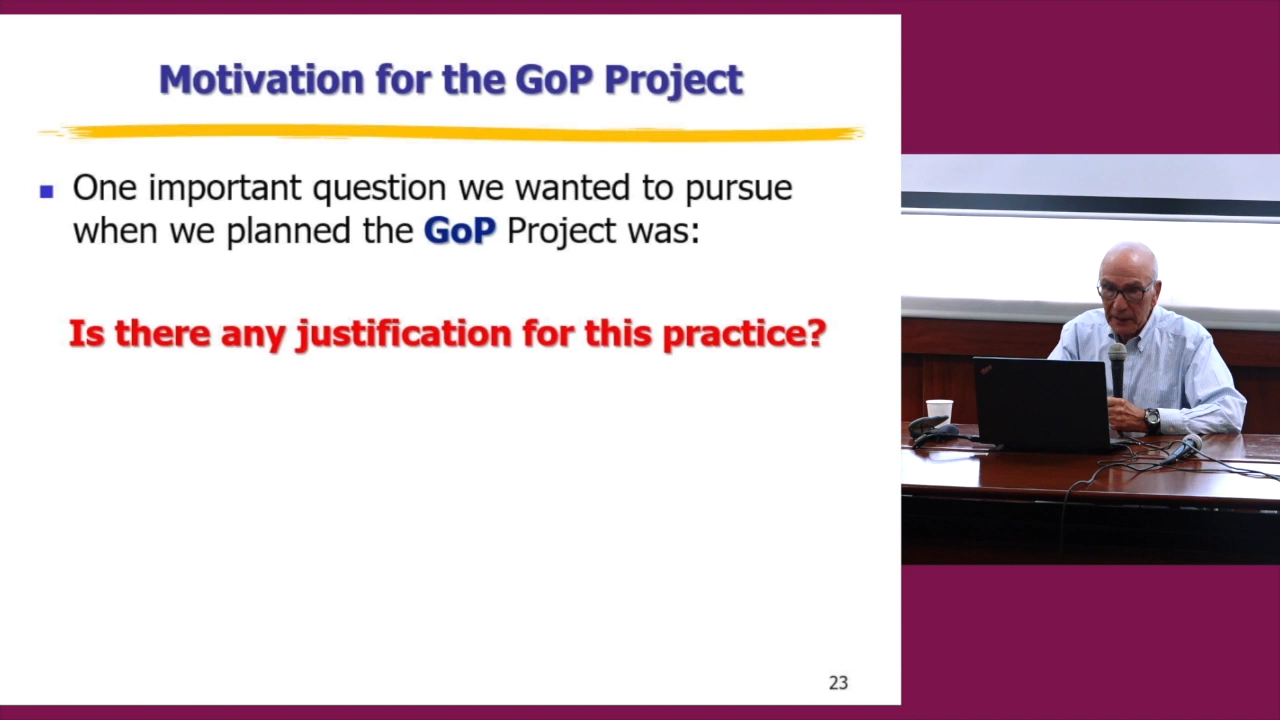 Motivation for the GoP Project
One important question we wanted to pursue
when we planned the GoP Project was:
Is there any justification for this practice?
23